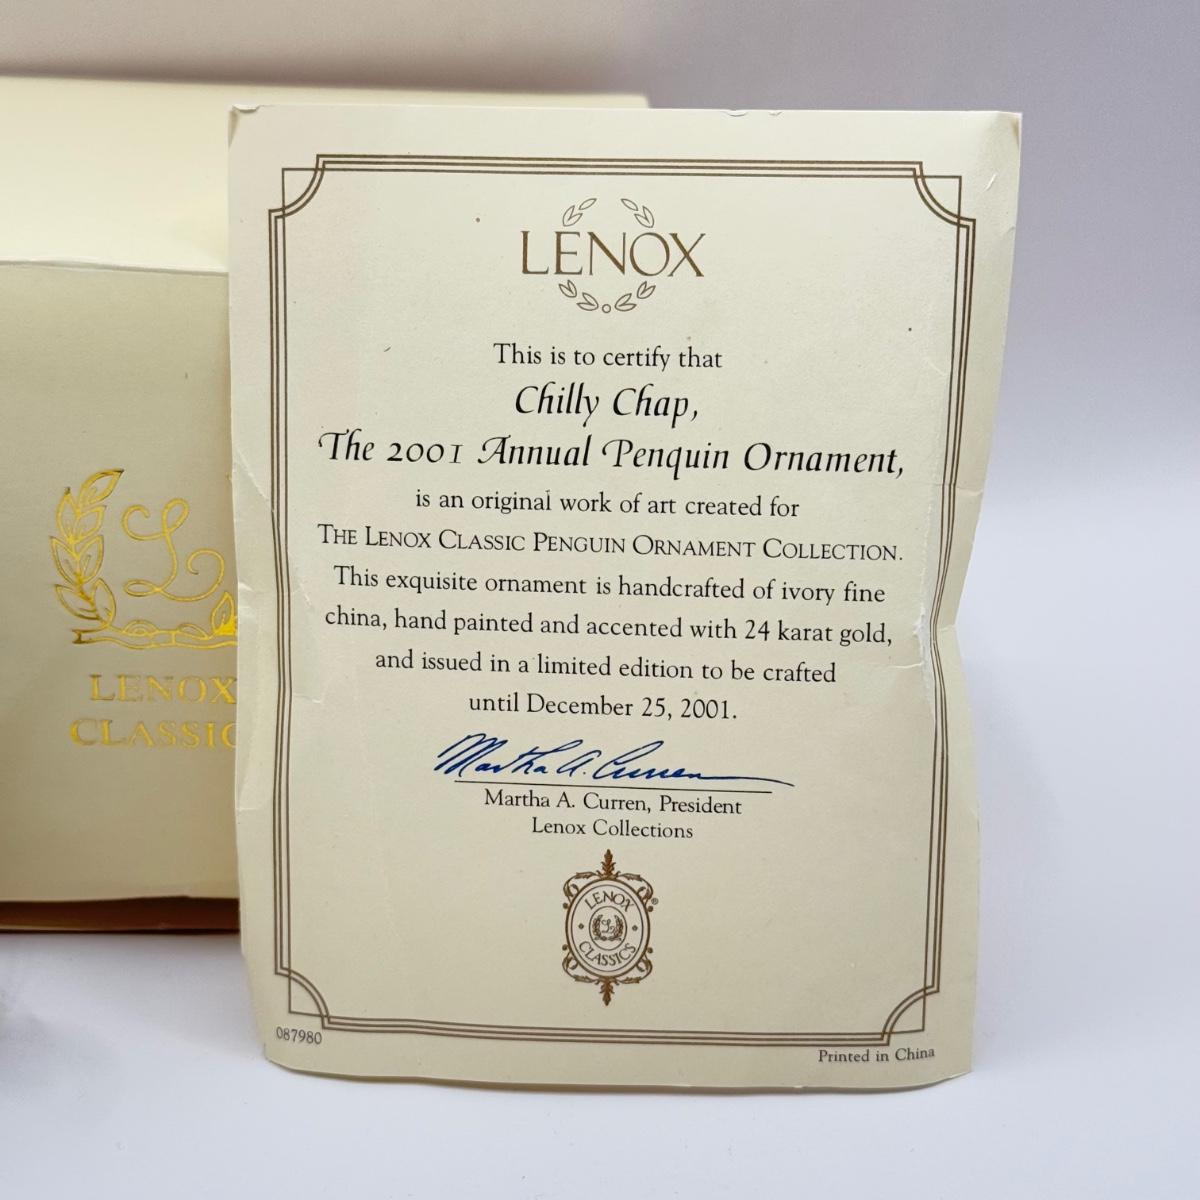 LENOX
This is to certify that
Chilly Chap,
The 2001 Annual Penquin Ornament,
is an original work of art created for
THE LENOX CLASSIC PENGUIN ORNAMENT COLLECTION.
This exquisite ornament is handcrafted of ivory fine
china, hand painted and accented with 24 karat gold,
and issued in a limited edition to be crafted
until December 25, 2001.
Martha A. Curren
Martha A. Curren, President
Lenox Collections
LENOX
®
L
CLASSICS
087980
Printed in China
L
LENOX
CLASSIC